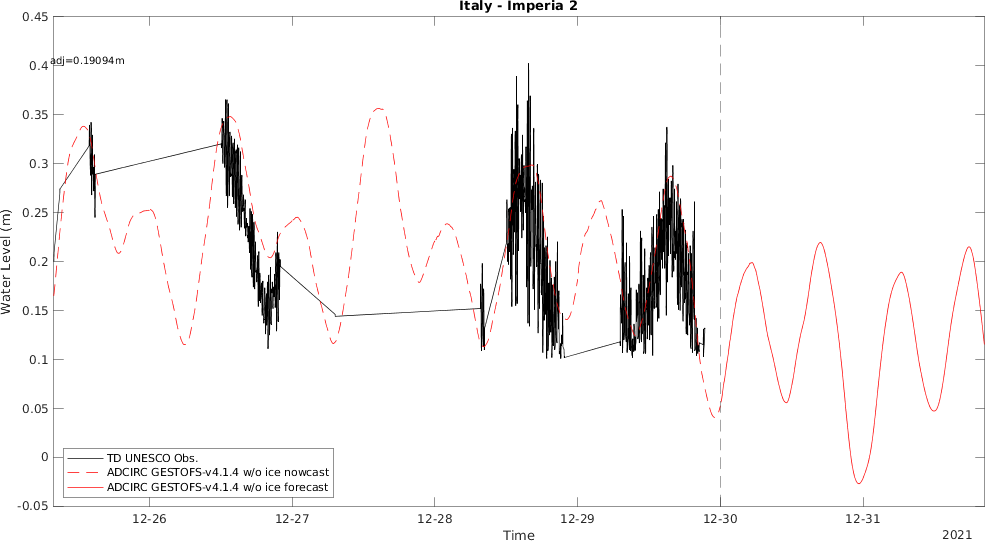 Italy - Imperia 2
adj=0.19094m
0.45
0.4
0.35
0.3
0.25
0.2
0.15
0.1
0.05
0
-0.05
Water Level (m)
TD UNESCO Obs.
ADCIRC GESTOFS-v4.1.4 w/o ice nowcast
ADCIRC GESTOFS-v4.1.4 w/o ice forecast
12-26
12-27
12-28
12-29
12-30
12-31
Time
2021